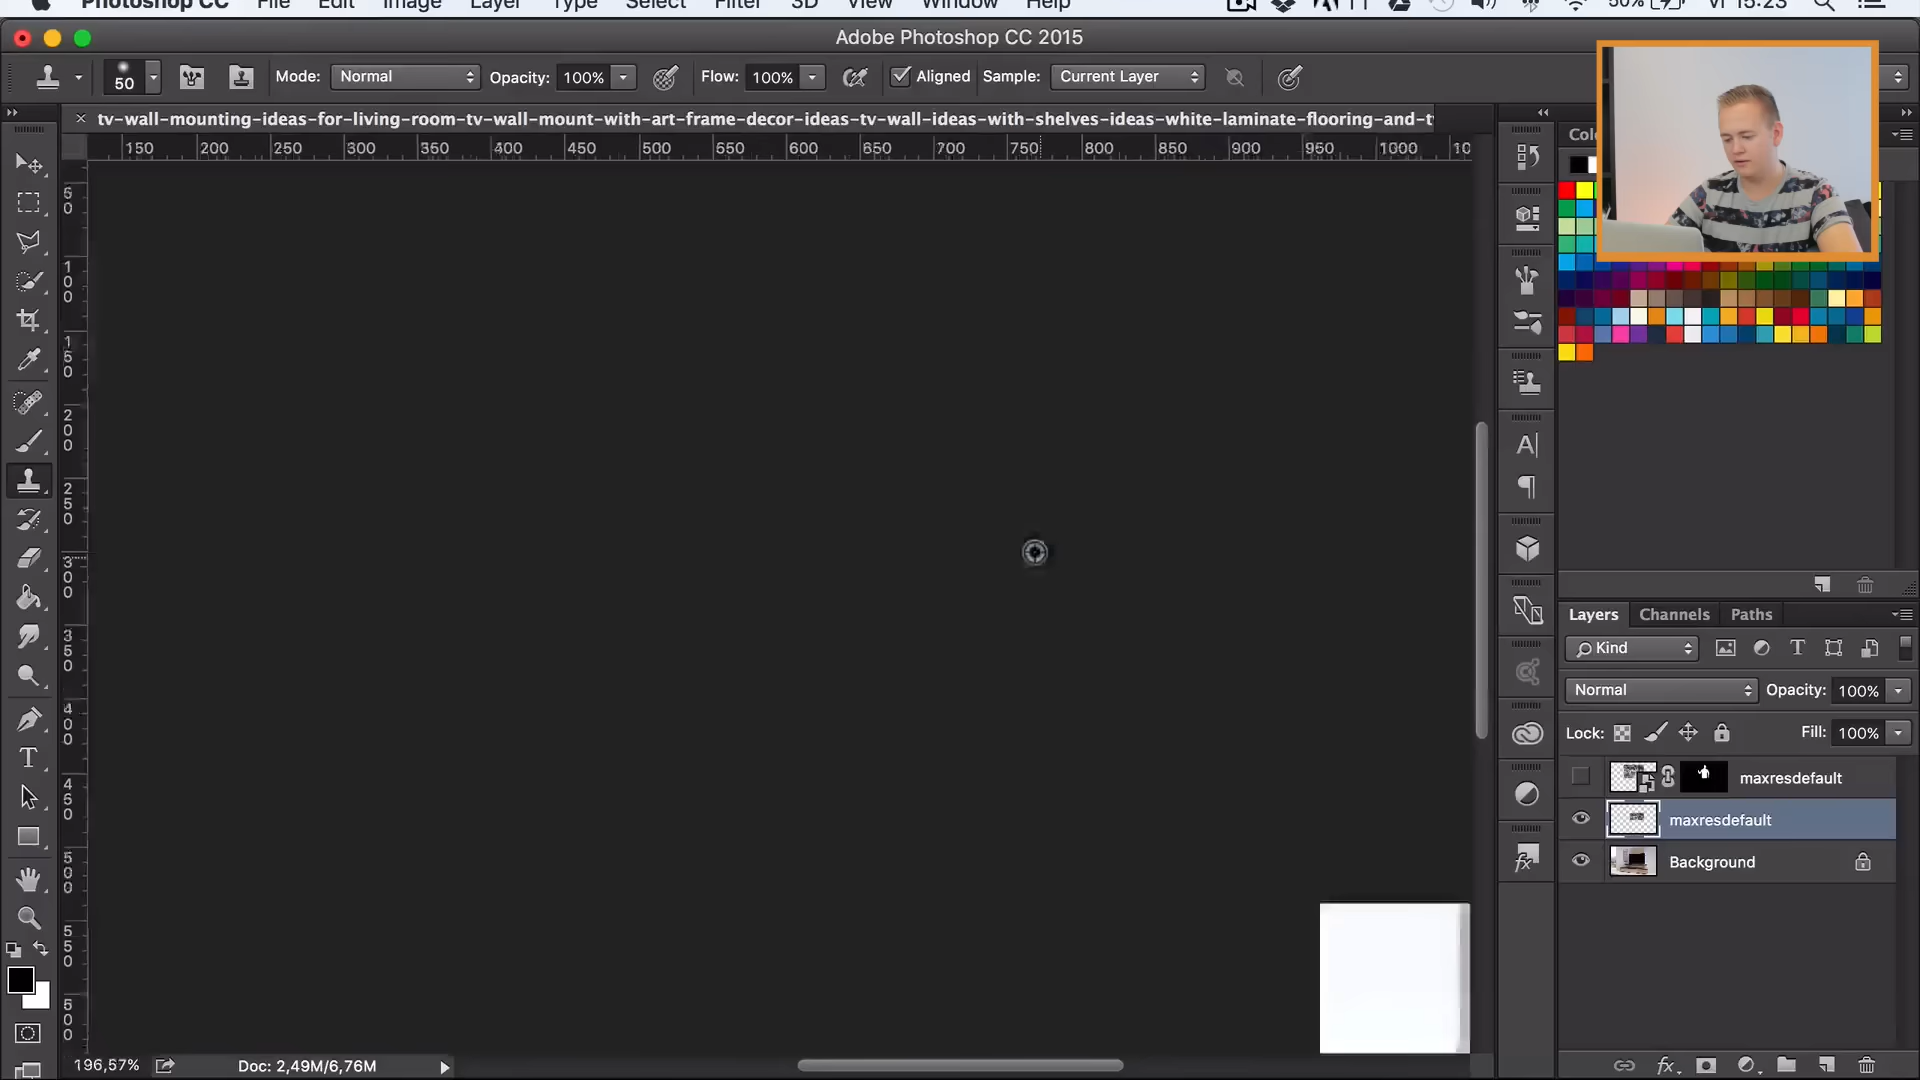 Photoshop CC File Edit Image Layer Type Select Filter 3D View Window Help 50% Vr 15:23
Adobe Photoshop CC 2015
50 Mode: Normal Opacity: 100% Flow: 100% Aligned Sample: Current Layer
× tv-wall-mounting-ideas-for-living-room-tv-wall-mount-with-art-frame-decor-ideas-tv-wall-ideas-with-shelves-ideas-white-laminate-flooring-and-t
150 200 250 300 350 400 450 500 550 600 650 700 750 800 850 900 950 1000 10
50
100
150
200
250
300
350
400
450
500
550
Layers Channels Paths
Kind
Normal Opacity: 100%
Lock: Fill: 100%
maxresdefault
maxresdefault
Background
196,57% Doc: 2,49M/6,76M